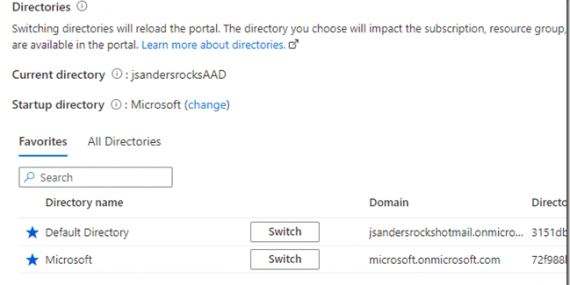 Directories
Switching directories will reload the portal. The directory you choose will impact the subscription, resource group,
are available in the portal. Learn more about directories.
Current directory : jsandersrocksAAD
Startup directory : Microsoft (change)
Favorites All Directories
Search
Directory name Domain Directo
Default Directory Switch jsandersrockshotmail.onmicro... 3151db
Microsoft Switch microsoft.onmicrosoft.com 72f988